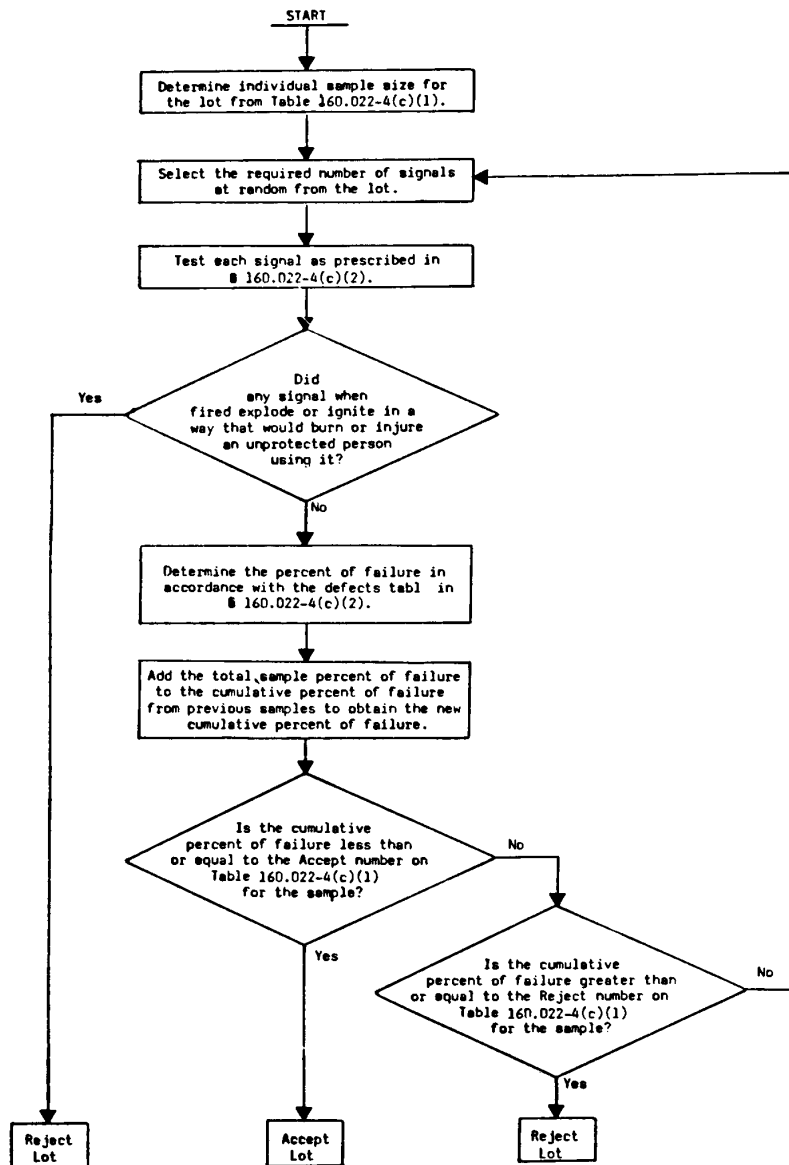 START
Determine individual sample size for
the lot from Table 160.022-4(c)(1).
Select the required number of signals
at random from the lot.
Test each signal as prescribed in
§ 160.022-4(c)(2).
Did
any signal when
fired explode or ignite in a
way that would burn or injure
an unprotected person
using it?
Yes
No
Determine the percent of failure in
accordance with the defects tabl in
§ 160.022-4(c)(2).
Add the total sample percent of failure
to the cumulative percent of failure
from previous samples to obtain the new
cumulative percent of failure.
Is the cumulative
percent of failure less than
or equal to the Accept number on
Table 160.022-4(c)(1)
for the sample?
No
Yes
Is the cumulative
percent of failure greater than
or equal to the Reject number on
Table 160.022-4(c)(1)
for the sample?
No
Yes
Reject
Lot
Accept
Lot
Reject
Lot